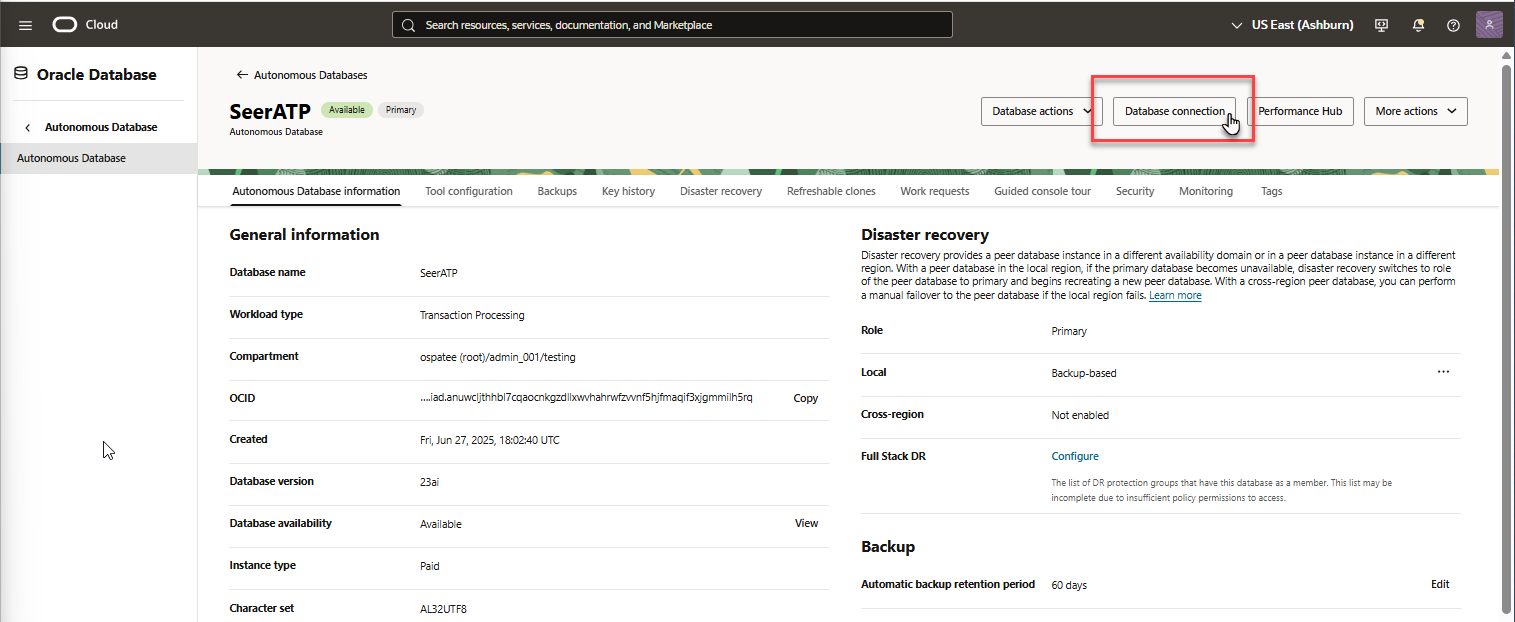 Cloud
Search resources, services, documentation, and Marketplace
US East (Ashburn)
Oracle Database
Autonomous Database
Autonomous Database
Autonomous Databases
SeerATP
Available
Primary
Autonomous Database
Database actions
Database connection
Performance Hub
More actions
Autonomous Database information
Tool configuration
Backups
Key history
Disaster recovery
Refreshable clones
Work requests
Guided console tour
Security
Monitoring
Tags
General information
Database name
SeerATP
Workload type
Transaction Processing
Compartment
ospatee (root)/admin_001/testing
OCID
Copy
Created
Fri, Jun 27, 2025, 18:02:40 UTC
Database version
23ai
Database availability
Available
View
Instance type
Paid
Character set
AL32UTF8
Disaster recovery
Disaster recovery provides a peer database instance in a different availability domain or in a peer database instance in a different
region. With a peer database in the local region, if the primary database becomes unavailable, disaster recovery switches to role
of the peer database to primary and begins recreating a new peer database. With a cross-region peer database, you can perform
a manual failover to the peer database if the local region fails. Learn more
Role
Primary
Local
Backup-based
Cross-region
Not enabled
Full Stack DR
Configure
The list of DR protection groups that have this database as a member. This list may be
incomplete due to insufficient policy permissions to access.
Backup
Automatic backup retention period
60 days
Edit